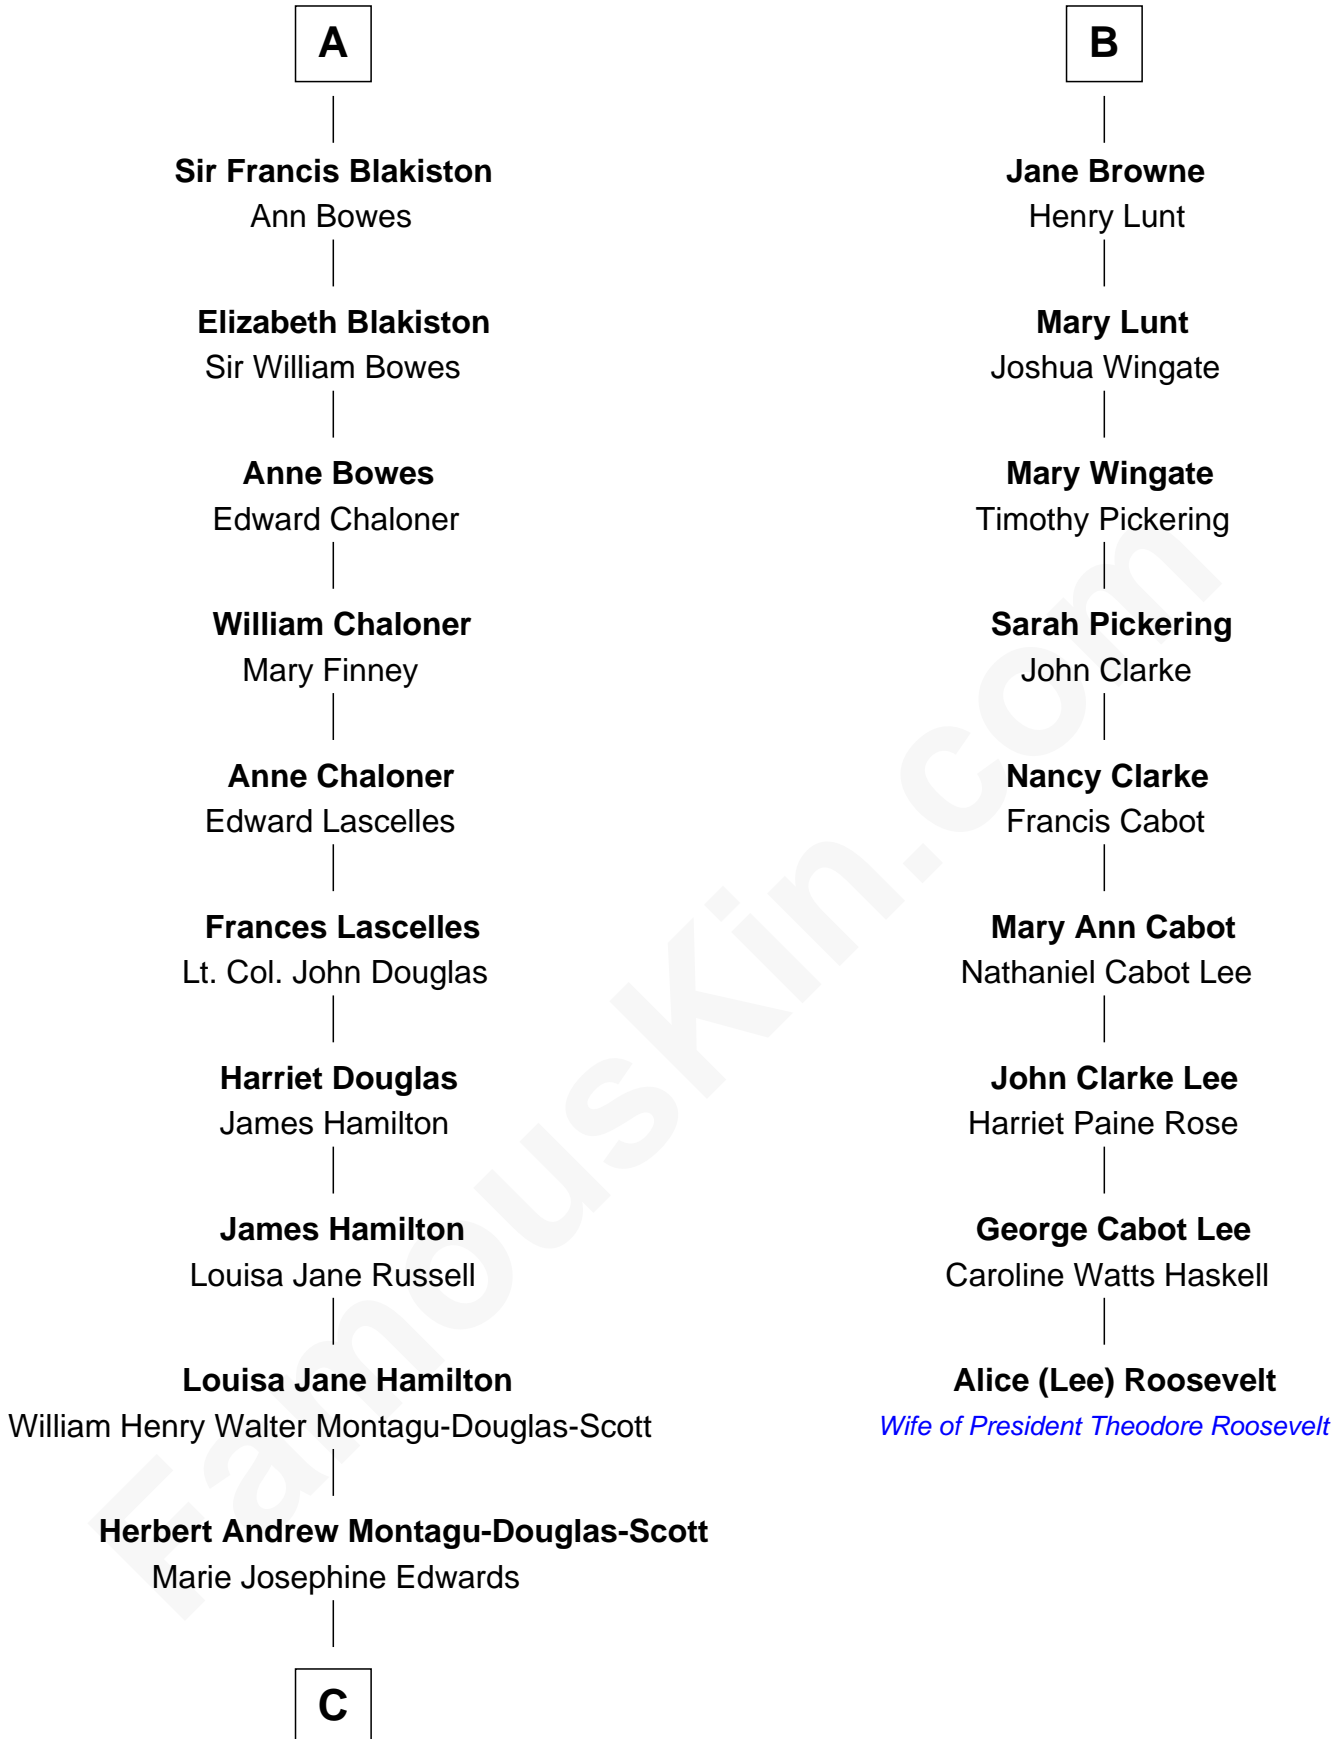 A
Sir Francis Blakiston
Ann Bowes
Elizabeth Blakiston
Sir William Bowes
Anne Bowes
Edward Chaloner
William Chaloner
Mary Finney
Anne Chaloner
Edward Lascelles
Frances Lascelles
Lt. Col. John Douglas
Harriet Douglas
James Hamilton
James Hamilton
Louisa Jane Russell
Louisa Jane Hamilton
William Henry Walter Montagu-Douglas-Scott
Herbert Andrew Montagu-Douglas-Scott
Marie Josephine Edwards
C
B
Jane Browne
Henry Lunt
Mary Lunt
Joshua Wingate
Mary Wingate
Timothy Pickering
Sarah Pickering
John Clarke
Nancy Clarke
Francis Cabot
Mary Ann Cabot
Nathaniel Cabot Lee
John Clarke Lee
Harriet Paine Rose
George Cabot Lee
Caroline Watts Haskell
Alice (Lee) Roosevelt
Wife of President Theodore Roosevelt
FamousKin.com